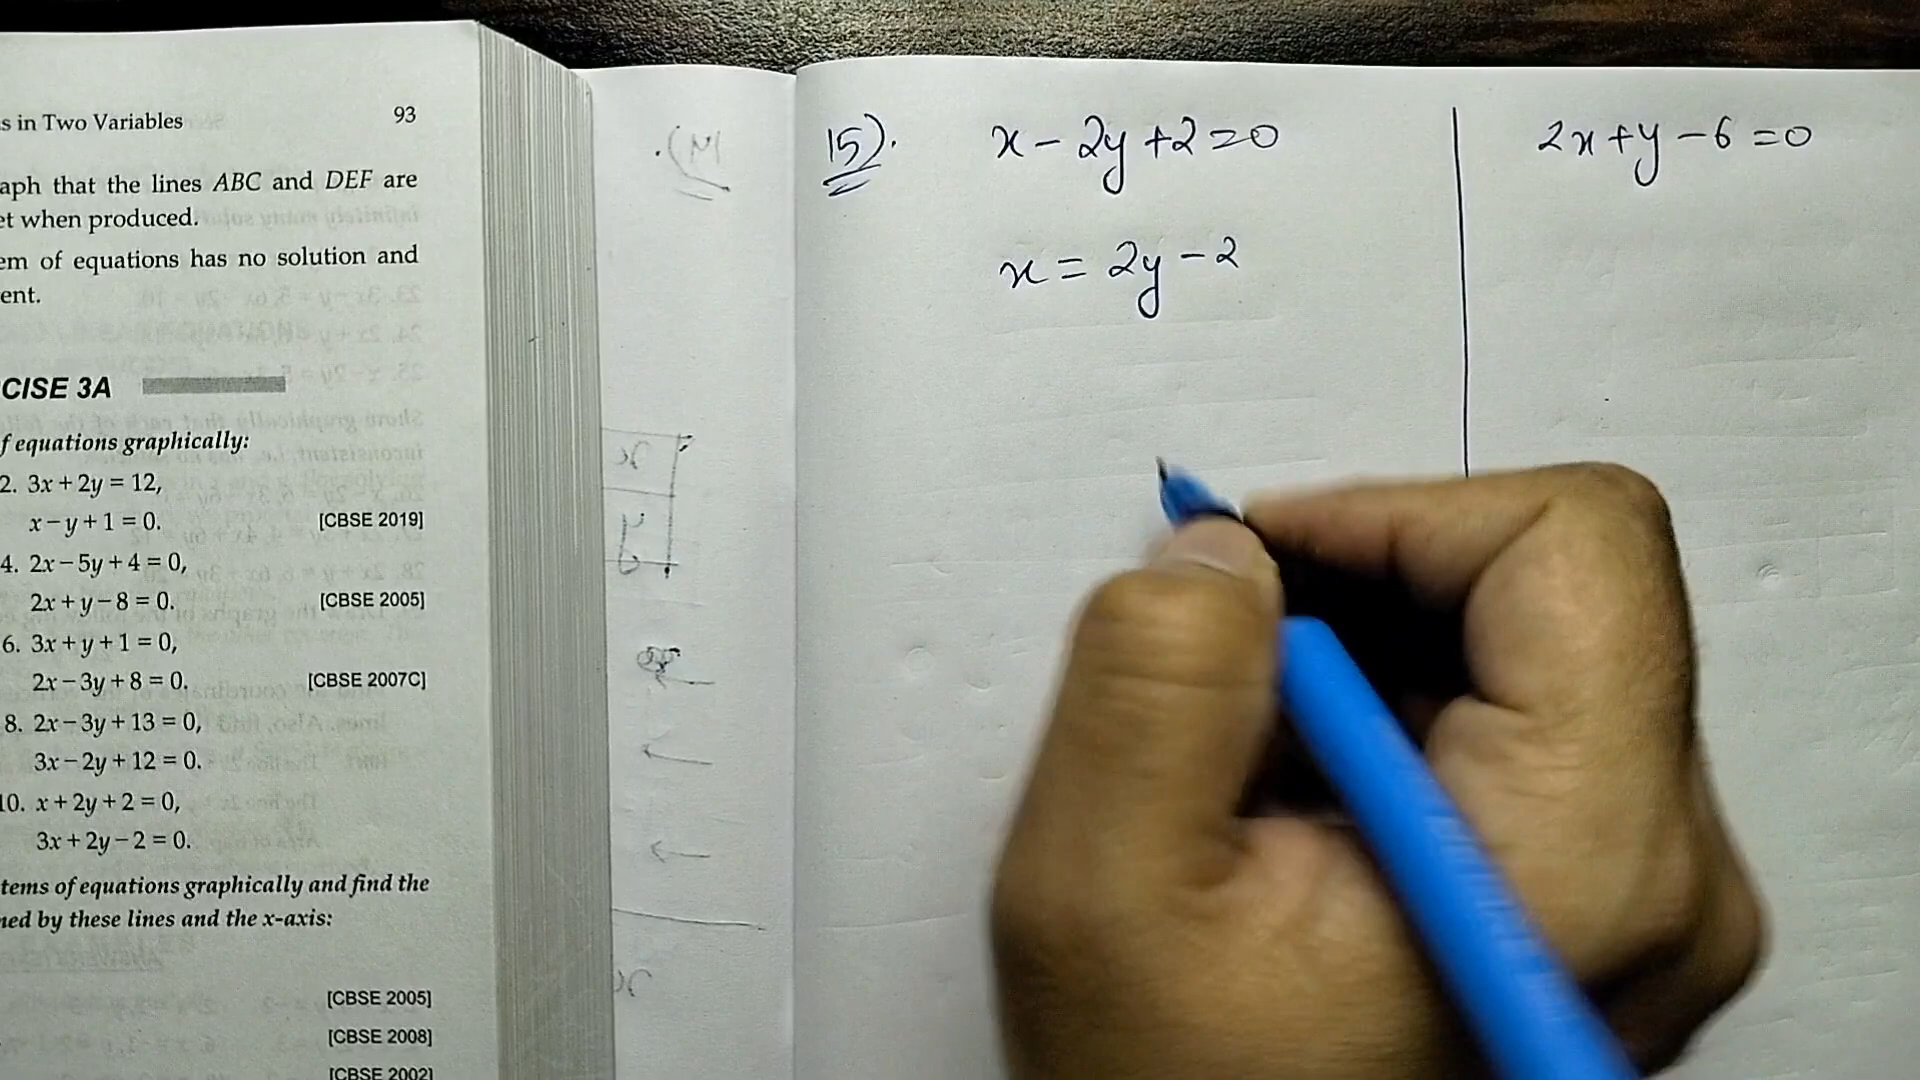 s in Two Variables 93
aph that the lines ABC and DEF are
et when produced.
em of equations has no solution and
ent.
CISE 3A
f equations graphically:
2. 3x + 2y = 12,
x − y + 1 = 0. [CBSE 2019]
4. 2x − 5y + 4 = 0,
2x + y − 8 = 0. [CBSE 2005]
6. 3x + y + 1 = 0,
2x − 3y + 8 = 0. [CBSE 2007C]
8. 2x − 3y + 13 = 0,
3x − 2y + 12 = 0.
10. x + 2y + 2 = 0,
3x + 2y − 2 = 0.
tems of equations graphically and find the
ned by these lines and the x-axis:
[CBSE 2005]
[CBSE 2008]
[CBSE 2002]
15). x − 2y + 2 = 0
x = 2y − 2
2x + y − 6 = 0